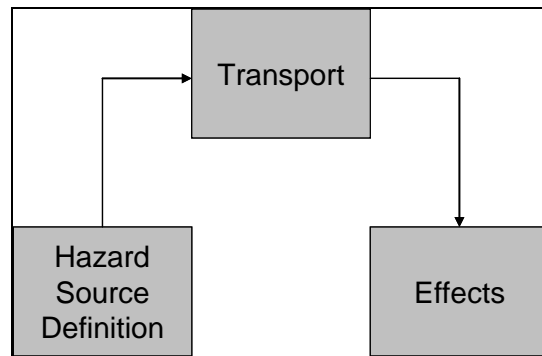 Transport
Hazard
Source
Definition
Effects